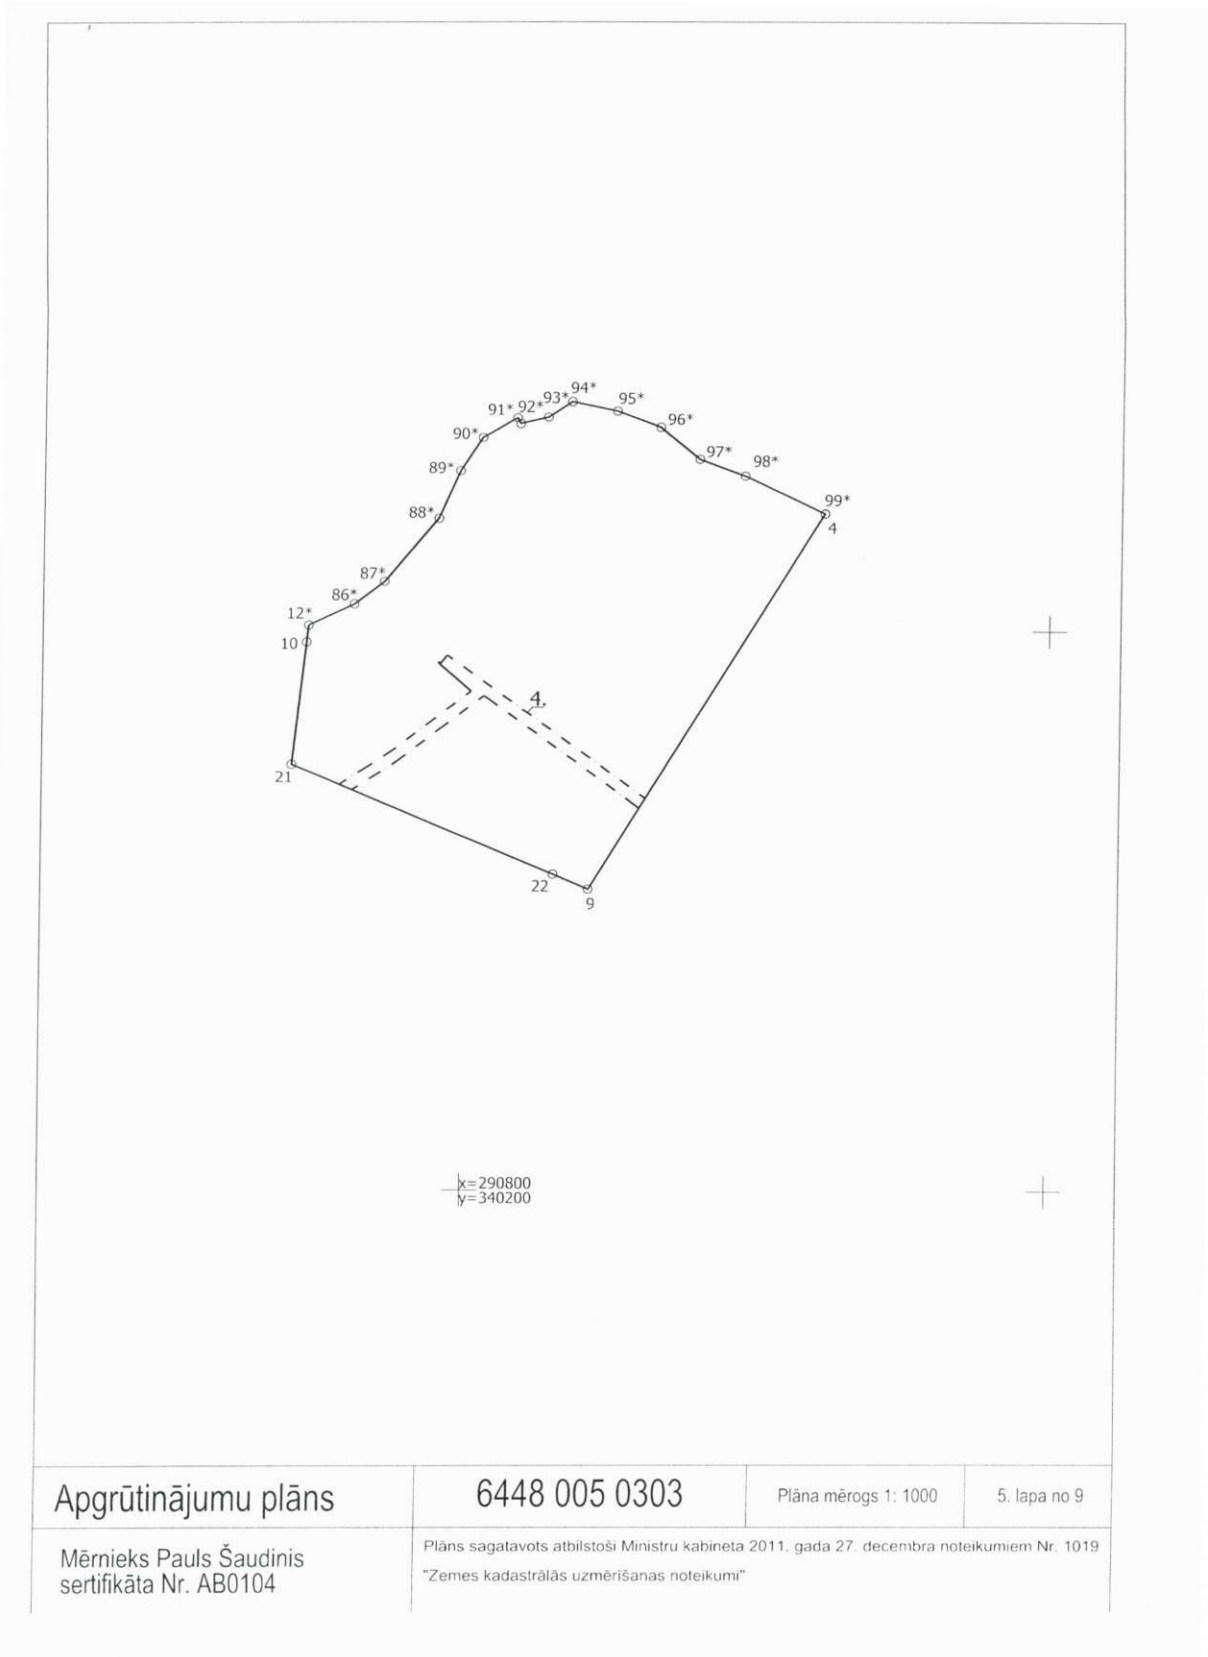 94*
93*
95*
91* 92*
96*
90*
97*
98*
89*
99*
88*
4
87*
86*
12*
10
4.
21
22
9
x=290800
y=340200
Apgrūtinājumu plāns
6448 005 0303
Plāna mērogs 1: 1000
5. lapa no 9
Mērnieks Pauls Šaudinis
sertifikāta Nr. AB0104
Plāns sagatavots atbilstoši Ministru kabineta 2011. gada 27. decembra noteikumiem Nr. 1019
"Zemes kadastrālās uzmērīšanas noteikumi"